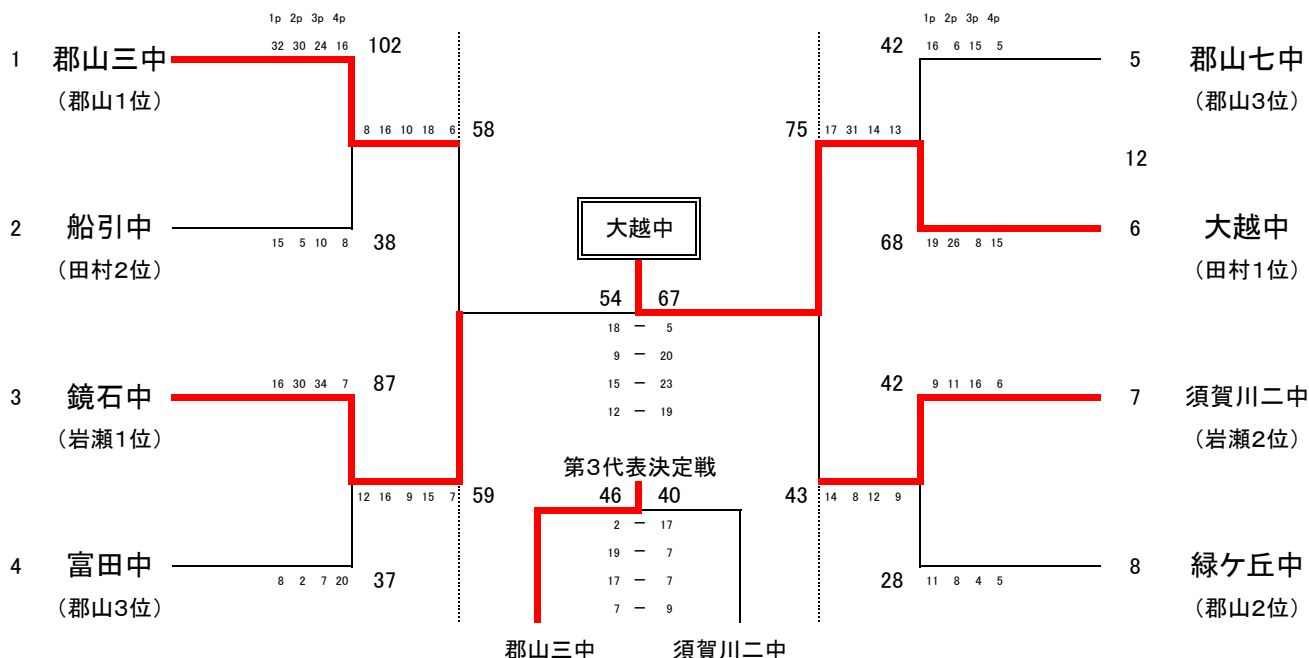 1p 2p 3p 4p
32 30 24 16 102
1 郡山三中
(郡山1位)
8 16 10 18 6 58
2 船引中
(田村2位)
15 5 10 8 38
16 30 34 7 87
3 鏡石中
(岩瀬1位)
12 16 9 15 7 59
4 富田中
(郡山3位)
8 2 7 20 37
大越中
54 67
18 － 5
9 － 20
15 － 23
12 － 19
第3代表決定戦
46 40
2 － 17
19 － 7
17 － 7
7 － 9
郡山三中 須賀川二中
1p 2p 3p 4p
42 16 6 15 5
5 郡山七中
(郡山3位)
75 17 31 14 13
12
6 大越中
(田村1位)
68 19 26 8 15
42 9 11 16 6
7 須賀川二中
(岩瀬2位)
43 14 8 12 9
8 緑ケ丘中
(郡山2位)
28 11 8 4 5